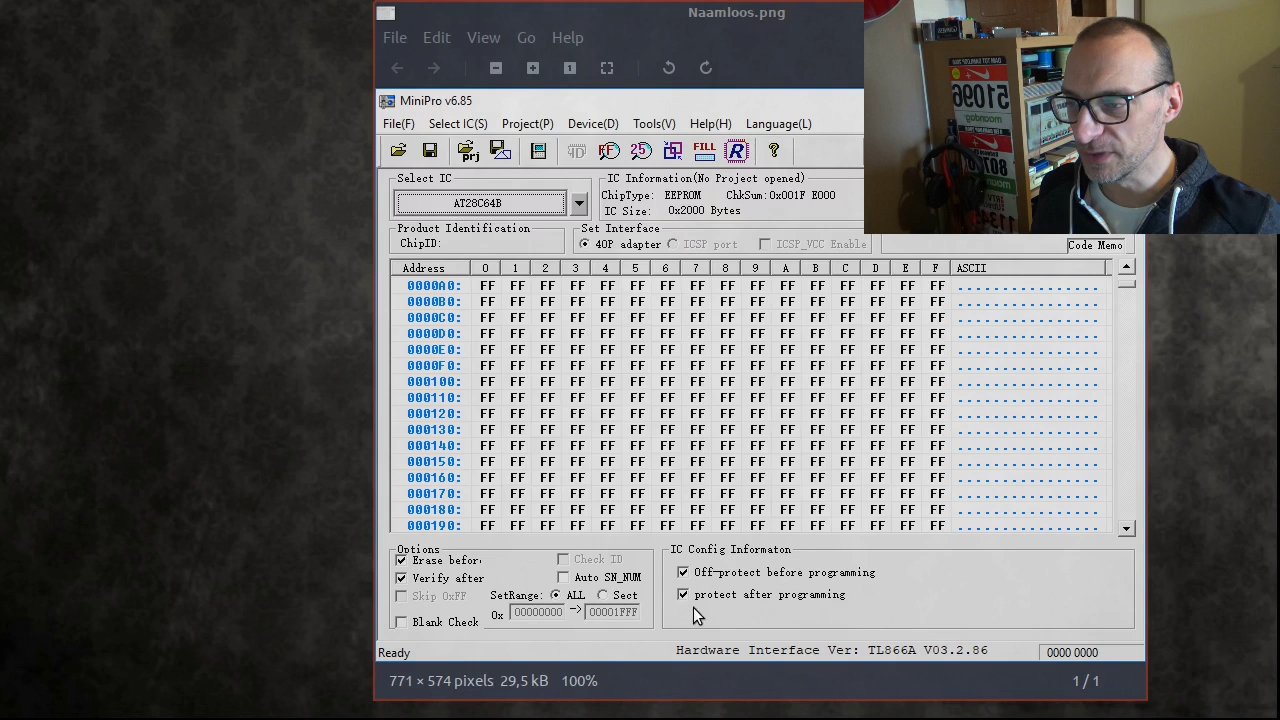 Naamloos.png
File Edit View Go Help
MiniPro v6.85
File(F) Select IC(S) Project(P) Device(D) Tools(V) Help(H) Language(L)
prj 4D FF 25 FILL R ?
Select IC
AT28C64B
IC Information(No Project opened)
ChipType: EEPROM ChkSum:0x001F E000
IC Size: 0x2000 Bytes
Product Identification
ChipID:
Set Interface
40P adapter ICSP port ICSP_VCC Enable
Code Memo
Address 0 1 2 3 4 5 6 7 8 9 A B C D E F ASCII
0000A0: FF FF FF FF FF FF FF FF FF FF FF FF FF FF FF FF ................
0000B0: FF FF FF FF FF FF FF FF FF FF FF FF FF FF FF FF ................
0000C0: FF FF FF FF FF FF FF FF FF FF FF FF FF FF FF FF ................
0000D0: FF FF FF FF FF FF FF FF FF FF FF FF FF FF FF FF ................
0000E0: FF FF FF FF FF FF FF FF FF FF FF FF FF FF FF FF ................
0000F0: FF FF FF FF FF FF FF FF FF FF FF FF FF FF FF FF ................
000100: FF FF FF FF FF FF FF FF FF FF FF FF FF FF FF FF ................
000110: FF FF FF FF FF FF FF FF FF FF FF FF FF FF FF FF ................
000120: FF FF FF FF FF FF FF FF FF FF FF FF FF FF FF FF ................
000130: FF FF FF FF FF FF FF FF FF FF FF FF FF FF FF FF ................
000140: FF FF FF FF FF FF FF FF FF FF FF FF FF FF FF FF ................
000150: FF FF FF FF FF FF FF FF FF FF FF FF FF FF FF FF ................
000160: FF FF FF FF FF FF FF FF FF FF FF FF FF FF FF FF ................
000170: FF FF FF FF FF FF FF FF FF FF FF FF FF FF FF FF ................
000180: FF FF FF FF FF FF FF FF FF FF FF FF FF FF FF FF ................
000190: FF FF FF FF FF FF FF FF FF FF FF FF FF FF FF FF ................
Options
Erase befor
Check ID
Verify after
Auto SN_NUM
Skip 0xFF
SetRange: ALL Sect
0x 00000000 -> 00001FFF
Blank Check
IC Config Informaton
Off-protect before programming
protect after programming
Ready
Hardware Interface Ver: TL866A V03.2.86
0000 0000
771 × 574 pixels 29,5 kB 100%
1 / 1
51096
maandag